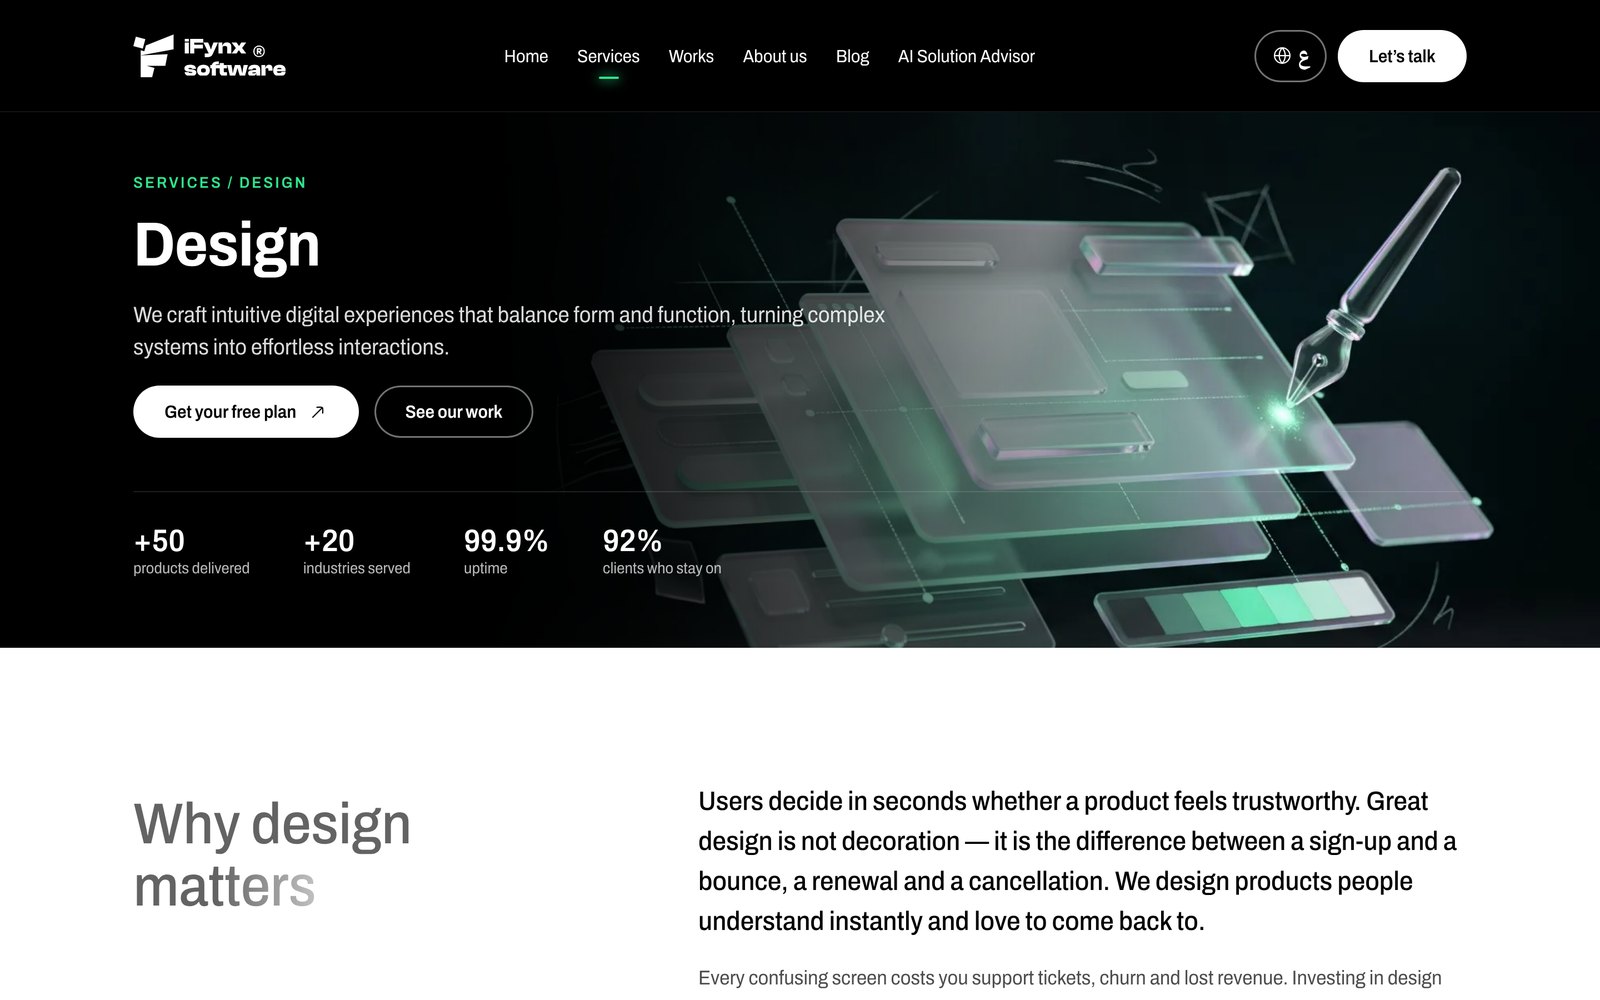 iFynx ®
software
Home
Services
Works
About us
Blog
AI Solution Advisor
ع
Let's talk
SERVICES / DESIGN
Design
We craft intuitive digital experiences that balance form and function, turning complex
systems into effortless interactions.
Get your free plan
See our work
+50
products delivered
+20
industries served
99.9%
uptime
92%
clients who stay on
Why design
matters
Users decide in seconds whether a product feels trustworthy. Great
design is not decoration — it is the difference between a sign-up and a
bounce, a renewal and a cancellation. We design products people
understand instantly and love to come back to.
Every confusing screen costs you support tickets, churn and lost revenue. Investing in design